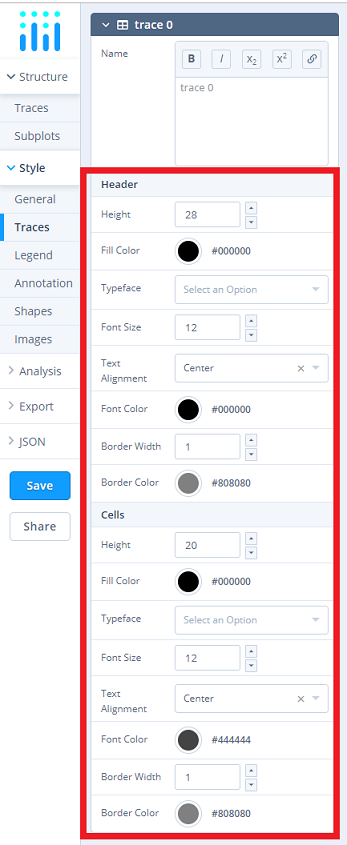 Structure
Traces
Subplots
Style
General
Traces
Legend
Annotation
Shapes
Images
Analysis
Export
JSON
Save
Share
trace 0
Name
B I X2 X²
trace 0
Header
Height 28
Fill Color #000000
Typeface Select an Option
Font Size 12
Text
Alignment Center
Font Color #000000
Border Width 1
Border Color #808080
Cells
Height 20
Fill Color #000000
Typeface Select an Option
Font Size 12
Text
Alignment Center
Font Color #444444
Border Width 1
Border Color #808080